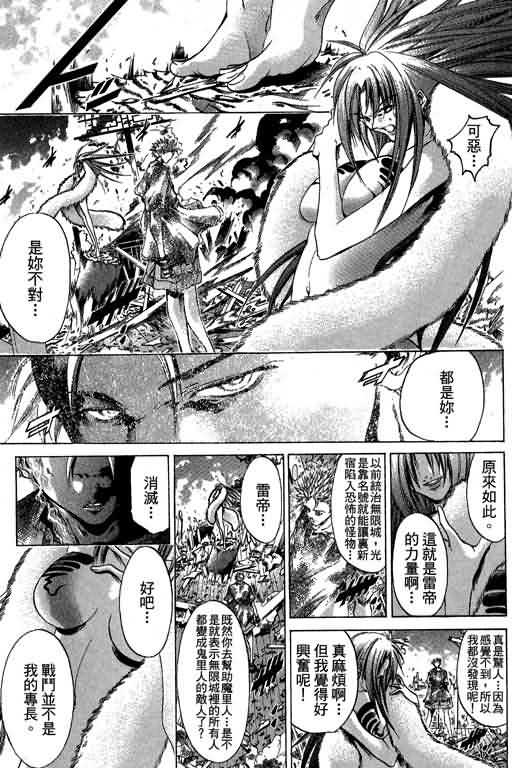 可惡…
是妳不對…
都是妳…
原來如此。
這就是雷帝
的力量啊…
以前統治無限城，光
是靠名號就能讓裏新
宿陷入恐怖的怪物…
雷帝…
消滅…
真是驚人…因為
感覺不到，所以
我都沒發現呢！
真麻煩啊…
但我覺得好
興奮呢！
既然你去幫助魔里人…是不
是就表示無限城裡的所有人
都變成鬼里人的敵人了？
好吧…
戰鬥並不是
我的專長。